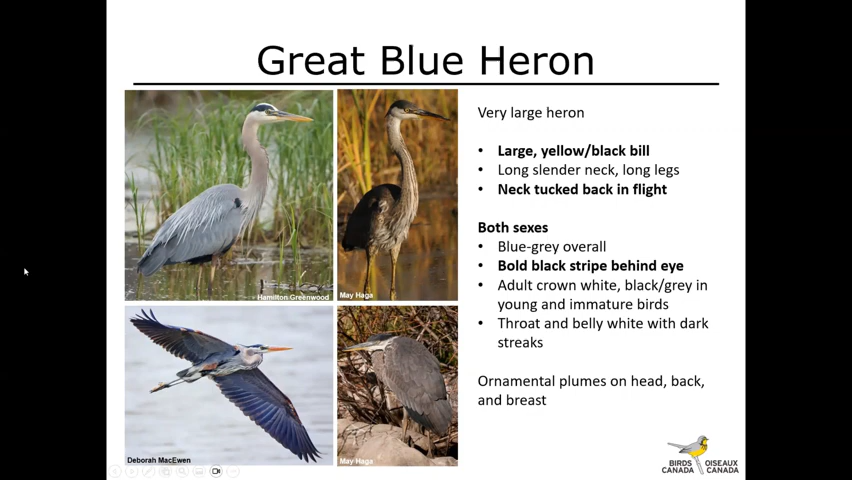 Great Blue Heron
Very large heron
• Large, yellow/black bill
• Long slender neck, long legs
• Neck tucked back in flight
Both sexes
• Blue-grey overall
• Bold black stripe behind eye
• Adult crown white, black/grey in
young and immature birds
• Throat and belly white with dark
streaks
Ornamental plumes on head, back,
and breast
Hamilton Greenwood
May Haga
Deborah MacEwen
May Haga
BIRDS CANADA
OISEAUX CANADA